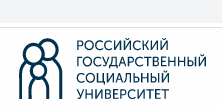 РОССИЙСКИЙ
ГОСУДАРСТВЕННЫЙ
СОЦИАЛЬНЫЙ
УНИВЕРСИТЕТ